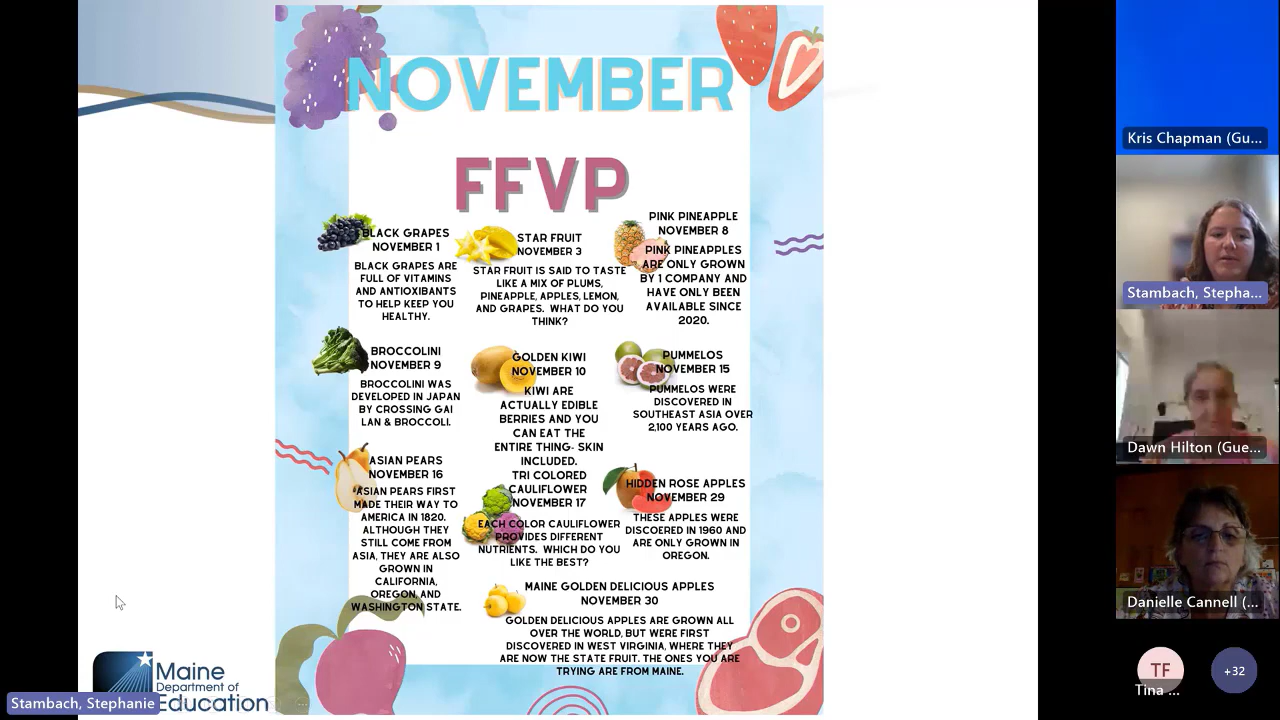 NOVEMBER
FFVP
BLACK GRAPES
NOVEMBER 1
BLACK GRAPES ARE
FULL OF VITAMINS
AND ANTIOXIBANTS
TO HELP KEEP YOU
HEALTHY.
STAR FRUIT
NOVEMBER 3
STAR FRUIT IS SAID TO TASTE
LIKE A MIX OF PLUMS,
PINEAPPLE, APPLES, LEMON,
AND GRAPES. WHAT DO YOU
THINK?
PINK PINEAPPLE
NOVEMBER 8
PINK PINEAPPLES
ARE ONLY GROWN
BY 1 COMPANY AND
HAVE ONLY BEEN
AVAILABLE SINCE
2020.
BROCCOLINI
NOVEMBER 9
BROCCOLINI WAS
DEVELOPED IN JAPAN
BY CROSSING GAI
LAN & BROCCOLI.
GOLDEN KIWI
NOVEMBER 10
KIWI ARE
ACTUALLY EDIBLE
BERRIES AND YOU
CAN EAT THE
ENTIRE THING- SKIN
INCLUDED.
PUMMELOS
NOVEMBER 15
PUMMELOS WERE
DISCOVERED IN
SOUTHEAST ASIA OVER
2,100 YEARS AGO.
ASIAN PEARS
NOVEMBER 16
ASIAN PEARS FIRST
MADE THEIR WAY TO
AMERICA IN 1820.
ALTHOUGH THEY
STILL COME FROM
ASIA, THEY ARE ALSO
GROWN IN
CALIFORNIA,
OREGON, AND
WASHINGTON STATE.
TRI COLORED
CAULIFLOWER
NOVEMBER 17
EACH COLOR CAULIFLOWER
PROVIDES DIFFERENT
NUTRIENTS. WHICH DO YOU
LIKE THE BEST?
HIDDEN ROSE APPLES
NOVEMBER 29
THESE APPLES WERE
DISCOERED IN 1960 AND
ARE ONLY GROWN IN
OREGON.
MAINE GOLDEN DELICIOUS APPLES
NOVEMBER 30
GOLDEN DELICIOUS APPLES ARE GROWN ALL
OVER THE WORLD, BUT WERE FIRST
DISCOVERED IN WEST VIRGINIA, WHERE THEY
ARE NOW THE STATE FRUIT. THE ONES YOU ARE
TRYING ARE FROM MAINE.
Maine
Department of
Education
Stambach, Stephanie
Kris Chapman (Gu...
Stambach, Stepha...
Dawn Hilton (Gue...
Danielle Cannell (...
TF
Tina ...
+32